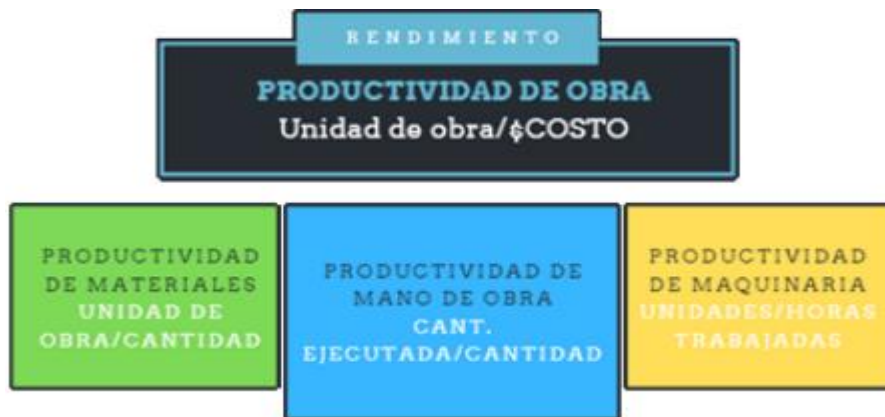 RENDIMIENTO
PRODUCTIVIDAD DE OBRA
Unidad de obra/$COSTO
PRODUCTIVIDAD
DE MATERIALES
UNIDAD DE
OBRA/CANTIDAD
PRODUCTIVIDAD DE
MANO DE OBRA
CANT.
EJECUTADA/CANTIDAD
PRODUCTIVIDAD
DE MAQUINARIA
UNIDADES/HORAS
TRABAJADAS